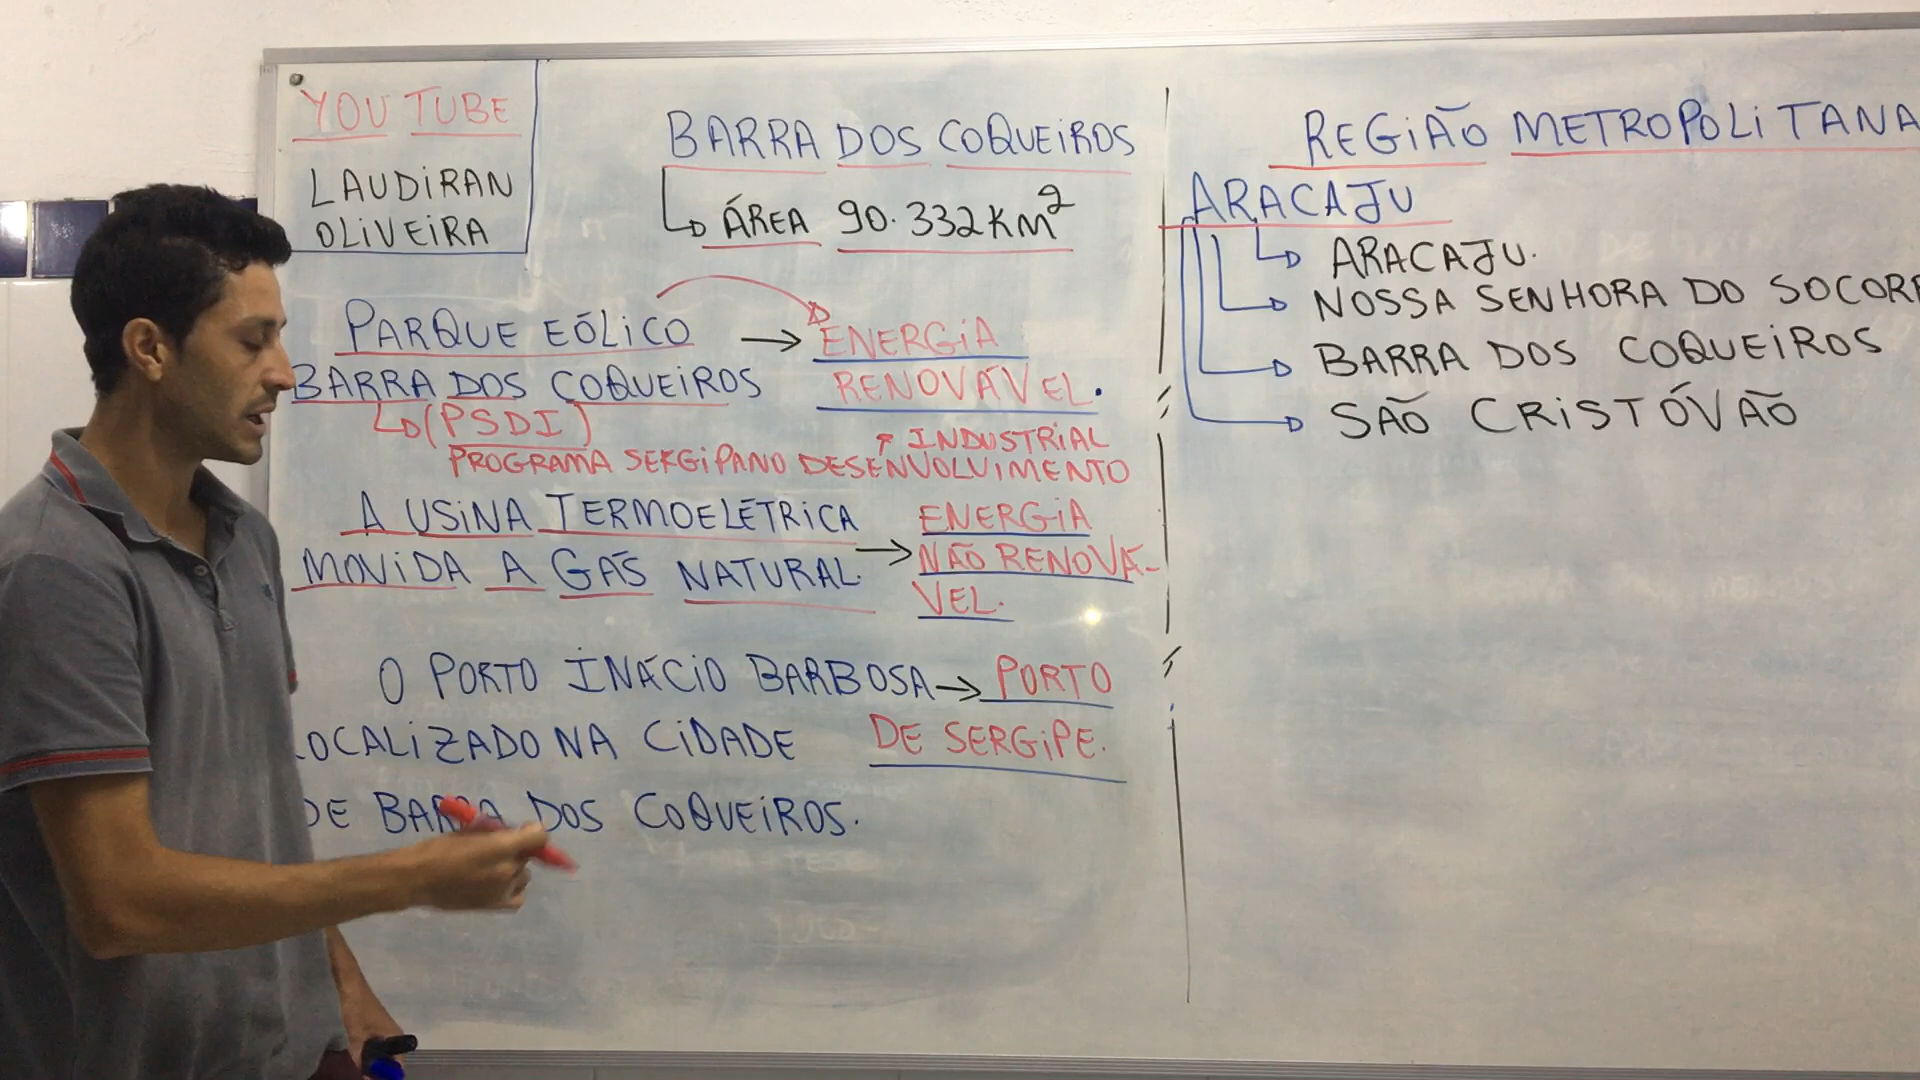 YOUTUBE
LAUDIRAN
OLIVEIRA
BARRA DOS COQUEIROS
ÁREA 90.332KM²
PARQUE EÓLICO → ENERGIA
BARRA DOS COQUEIROS RENOVÁVEL.
(PSDI) INDUSTRIAL
PROGRAMA SERGIPANO DESENVOLVIMENTO
A USINA TERMOELÉTRICA ENERGIA
MOVIDA A GÁS NATURAL. → NÃO RENOVÁ-
VEL.
O PORTO INÁCIO BARBOSA → PORTO
LOCALIZADO NA CIDADE DE SERGIPE.
DE BARRA DOS COQUEIROS.
REGIÃO METROPOLITANA
ARACAJU
ARACAJU.
NOSSA SENHORA DO SOCORR
BARRA DOS COQUEIROS
SÃO CRISTÓVÃO